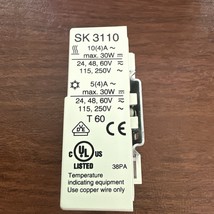 SK 3110
10(4)A ~
max. 30W ⎓
24, 48, 60V ⎓
115, 250V ~
5(4)A ~
max. 30W ⎓
24, 48, 60V ⎓
115, 250V ~
T 60
CE
c UL US
LISTED
38PA
Temperature
indicating equipment
Use copper wire only